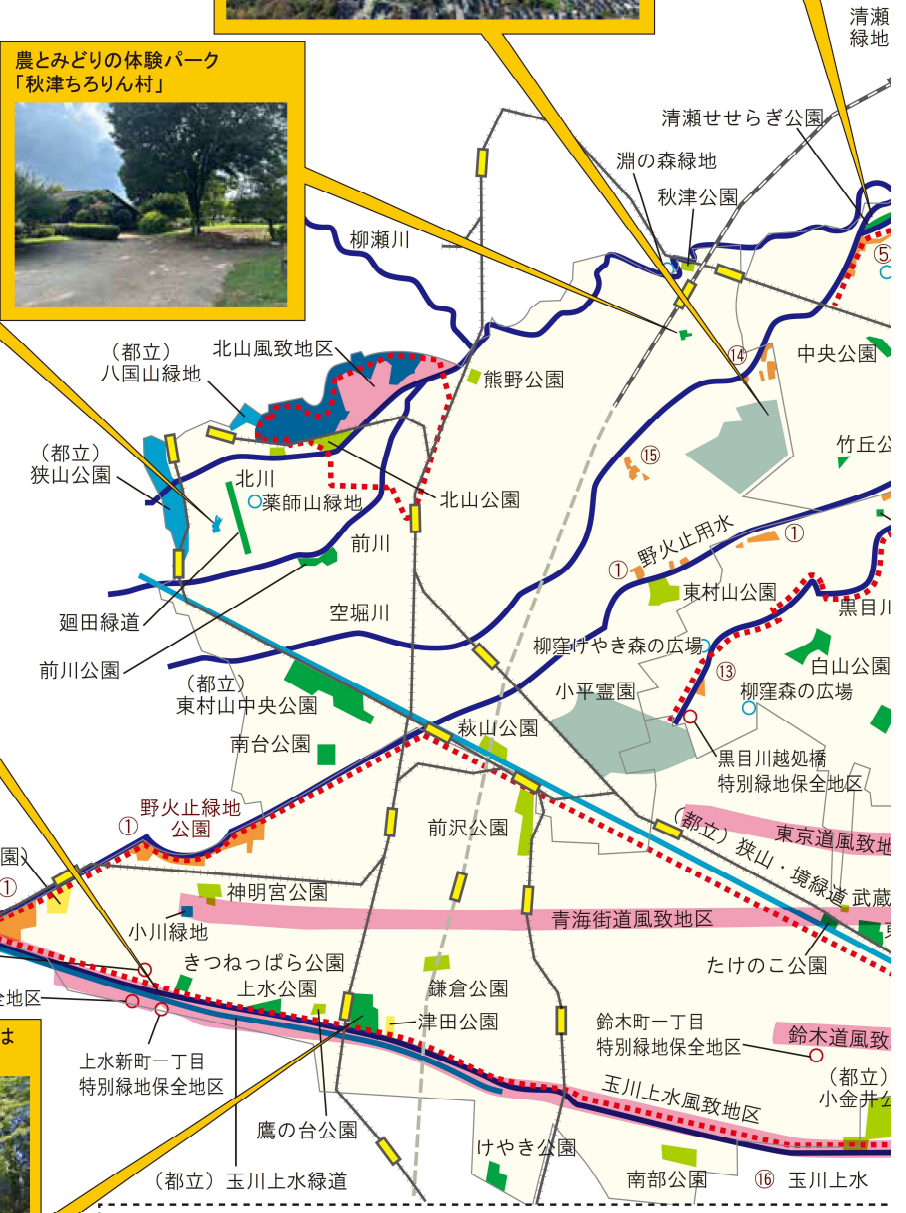 清瀬
緑地
農とみどりの体験パーク
「秋津ちろりん村」
清瀬せせらぎ公園
淵の森緑地
秋津公園
柳瀬川
⑤
(都立)
八国山緑地
北山風致地区
熊野公園
⑭
中央公園
(都立)
狭山公園
竹丘公
⑮
北川
薬師山緑地
北山公園
前川
野火止用水
①
①
東村山公園
廻田緑道
空堀川
黒目川
前川公園
柳窪けやき森の広場
白山公園
⑬
(都立)
東村山中央公園
小平霊園
柳窪森の広場
南台公園
萩山公園
黒目川越処橋
特別緑地保全地区
野火止緑地
公園
①
前沢公園
(都立)狭山・境緑道
東京道風致地
園)
①
神明宮公園
武蔵
小川緑地
青海街道風致地区
東
きつねっぱら公園
たけのこ公園
上水公園
鎌倉公園
全地区
津田公園
鈴木町一丁目
特別緑地保全地区
鈴木道風致
は
上水新町一丁目
特別緑地保全地区
(都立)
小金井公
玉川上水風致地区
鷹の台公園
けやき公園
(都立)玉川上水緑道
南部公園
⑯ 玉川上水